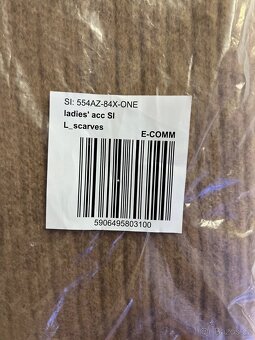 SI: 554AZ-84X-ONE
ladies' acc SI
L_scarves
E-COMM
5906495803100